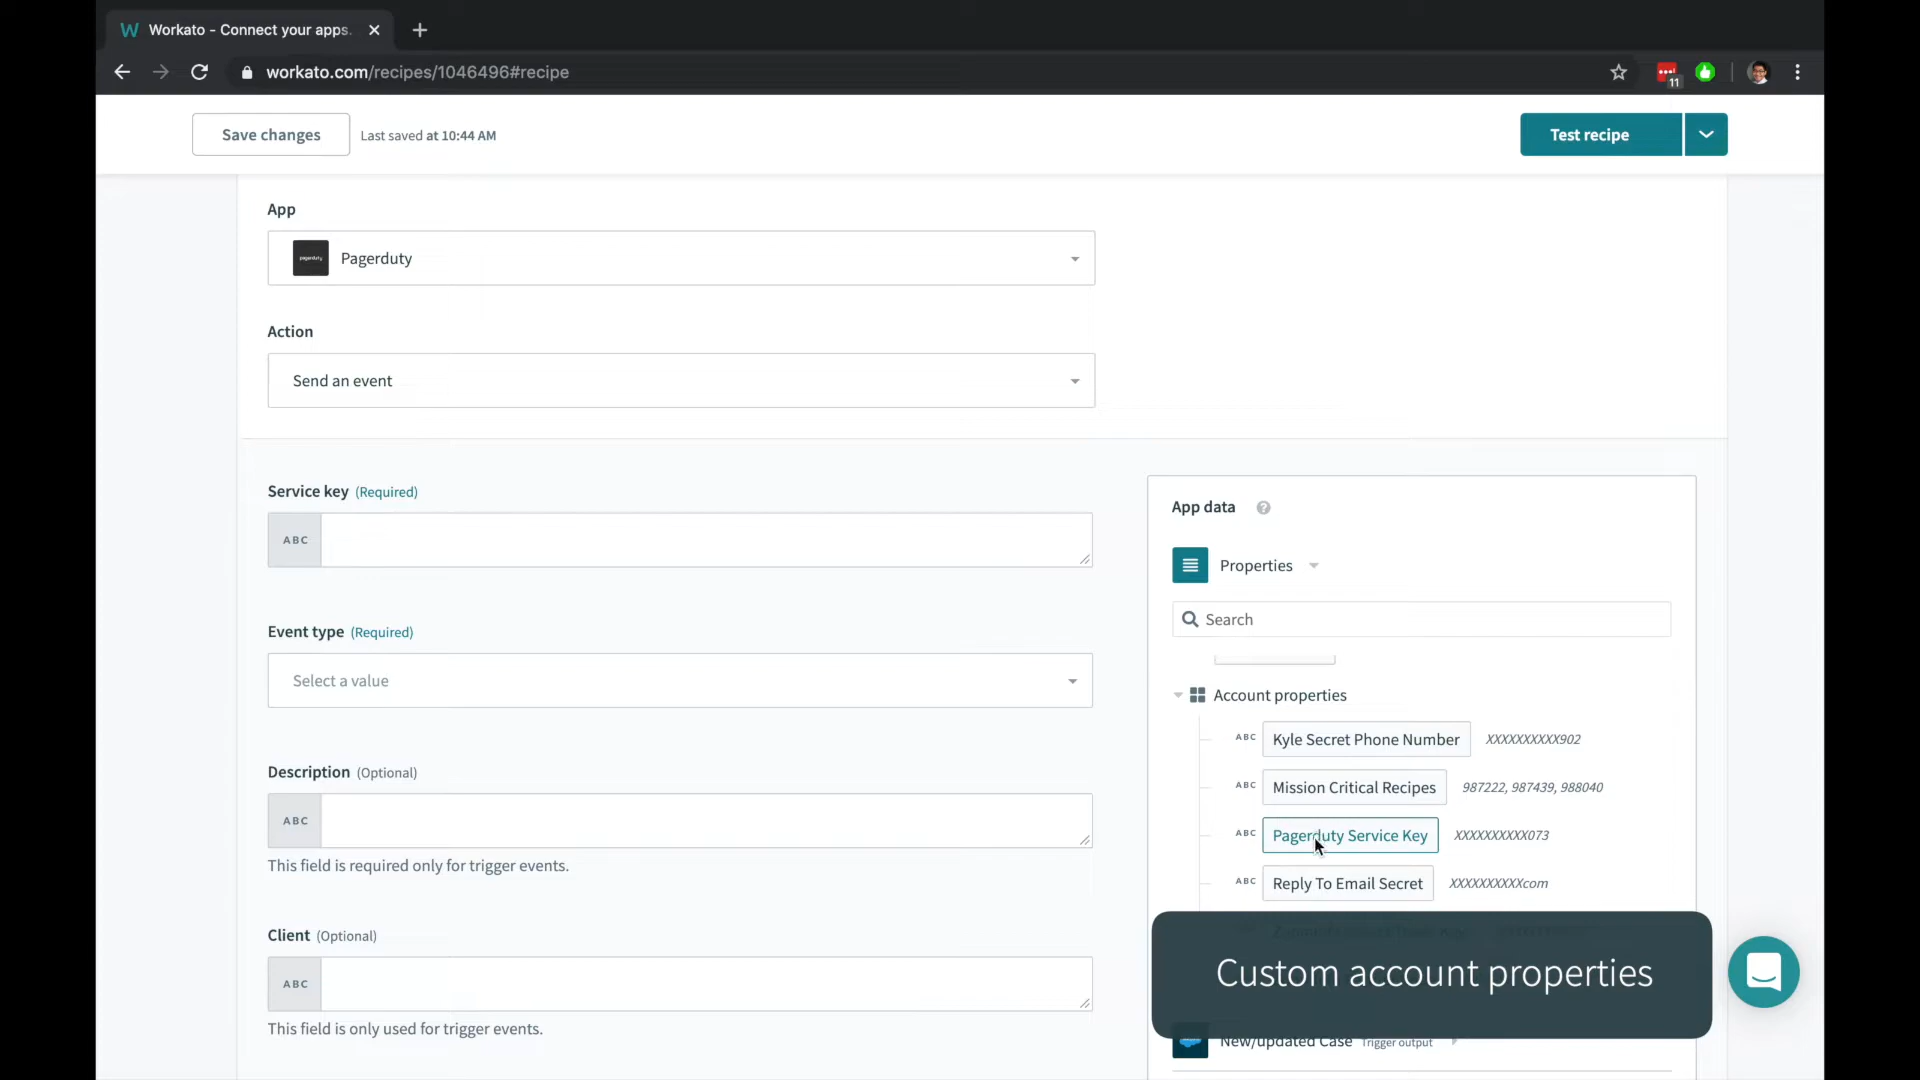 W Workato - Connect your apps.
workato.com/recipes/1046496#recipe
11
Save changes
Last saved at 10:44 AM
Test recipe
App
pagerduty
Pagerduty
Action
Send an event
Service key (Required)
ABC
Event type (Required)
Select a value
Description (Optional)
ABC
This field is required only for trigger events.
Client (Optional)
ABC
This field is only used for trigger events.
App data ?
Properties
Search
Account properties
ABC Kyle Secret Phone Number XXXXXXXXXX902
ABC Mission Critical Recipes 987222, 987439, 988040
ABC Pagerduty Service Key XXXXXXXXXX073
ABC Reply To Email Secret XXXXXXXXXXcom
Custom account properties
New/updated Case Trigger output